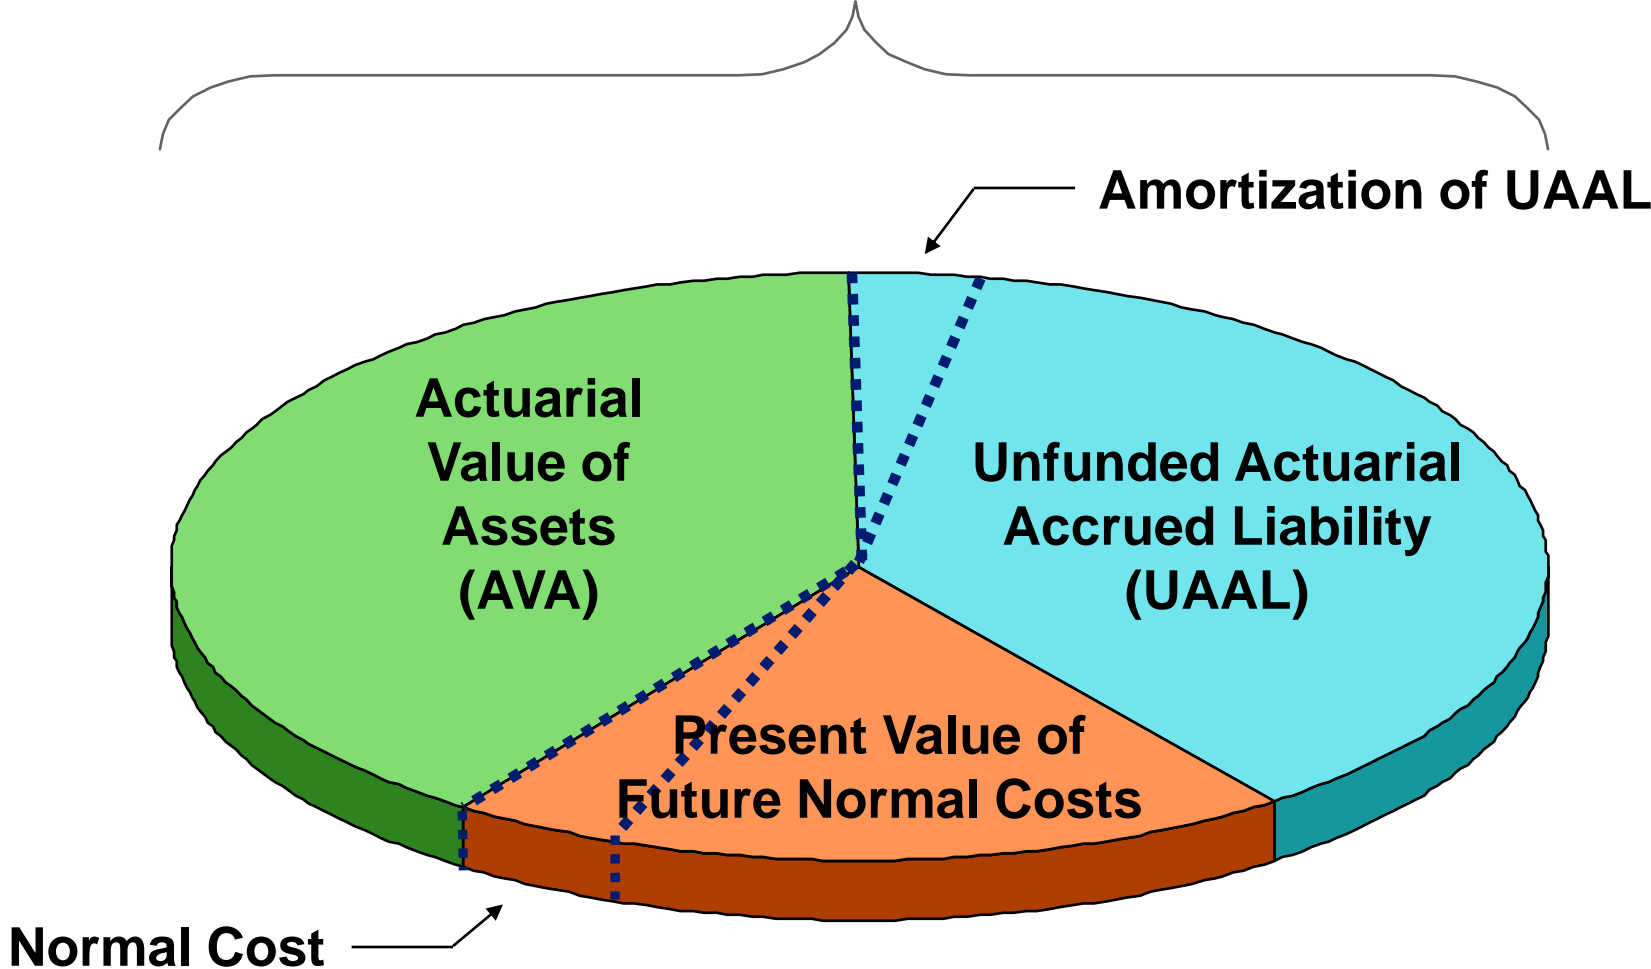 Amortization of UAAL
Actuarial
Value of
Assets
(AVA)
Unfunded Actuarial
Accrued Liability
(UAAL)
Present Value of
Future Normal Costs
Normal Cost